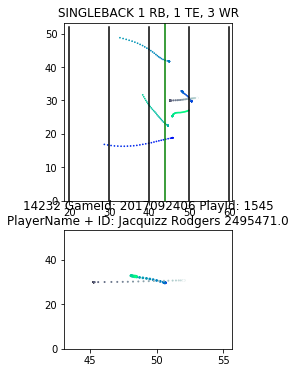 SINGLEBACK 1 RB, 1 TE, 3 WR
50
40
30
20
10
0
20 30 40 50 60
14232 GameId: 2017092406 PlayId: 1545
PlayerName + ID: Jacquizz Rodgers 2495471.0
40
20
0
45 50 55